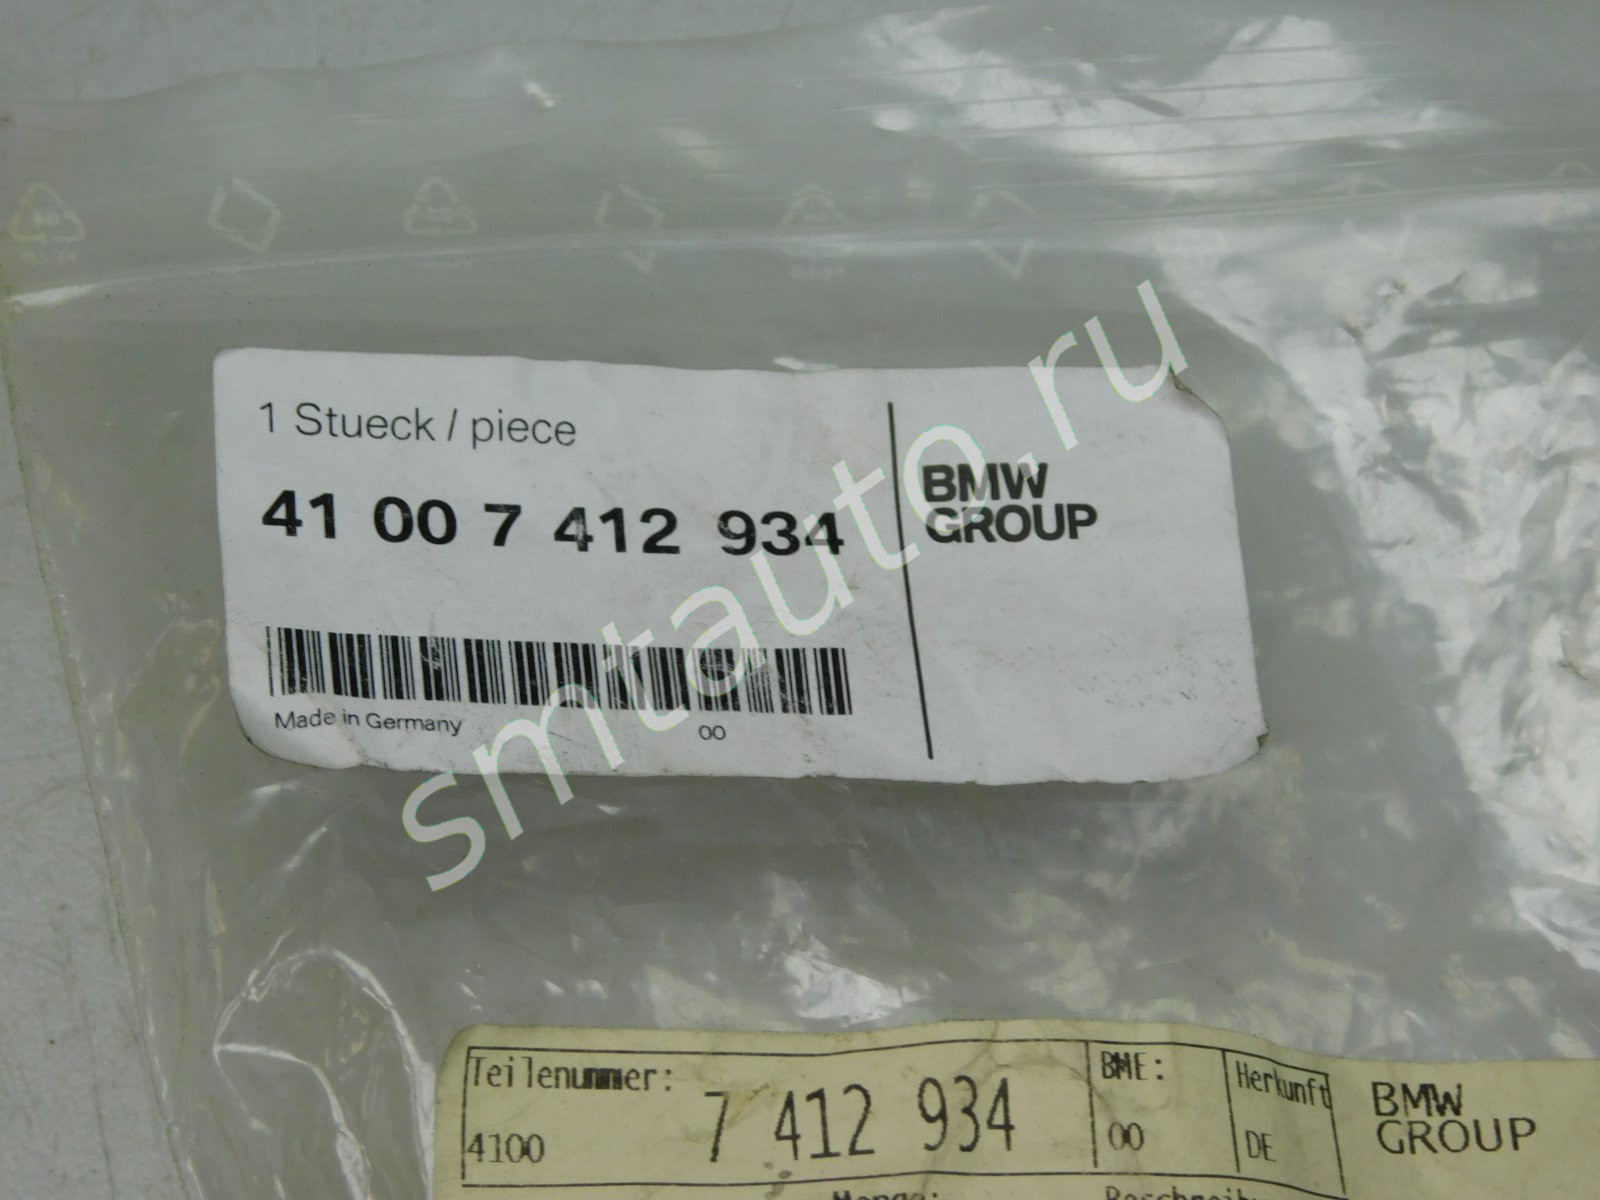 1 Stueck / piece
41 00 7 412 934
BMW
GROUP
Made in Germany
00
smtauto.ru
Teilenummer:
7 412 934
4100
BME:
00
Herkunft
DE
BMW
GROUP